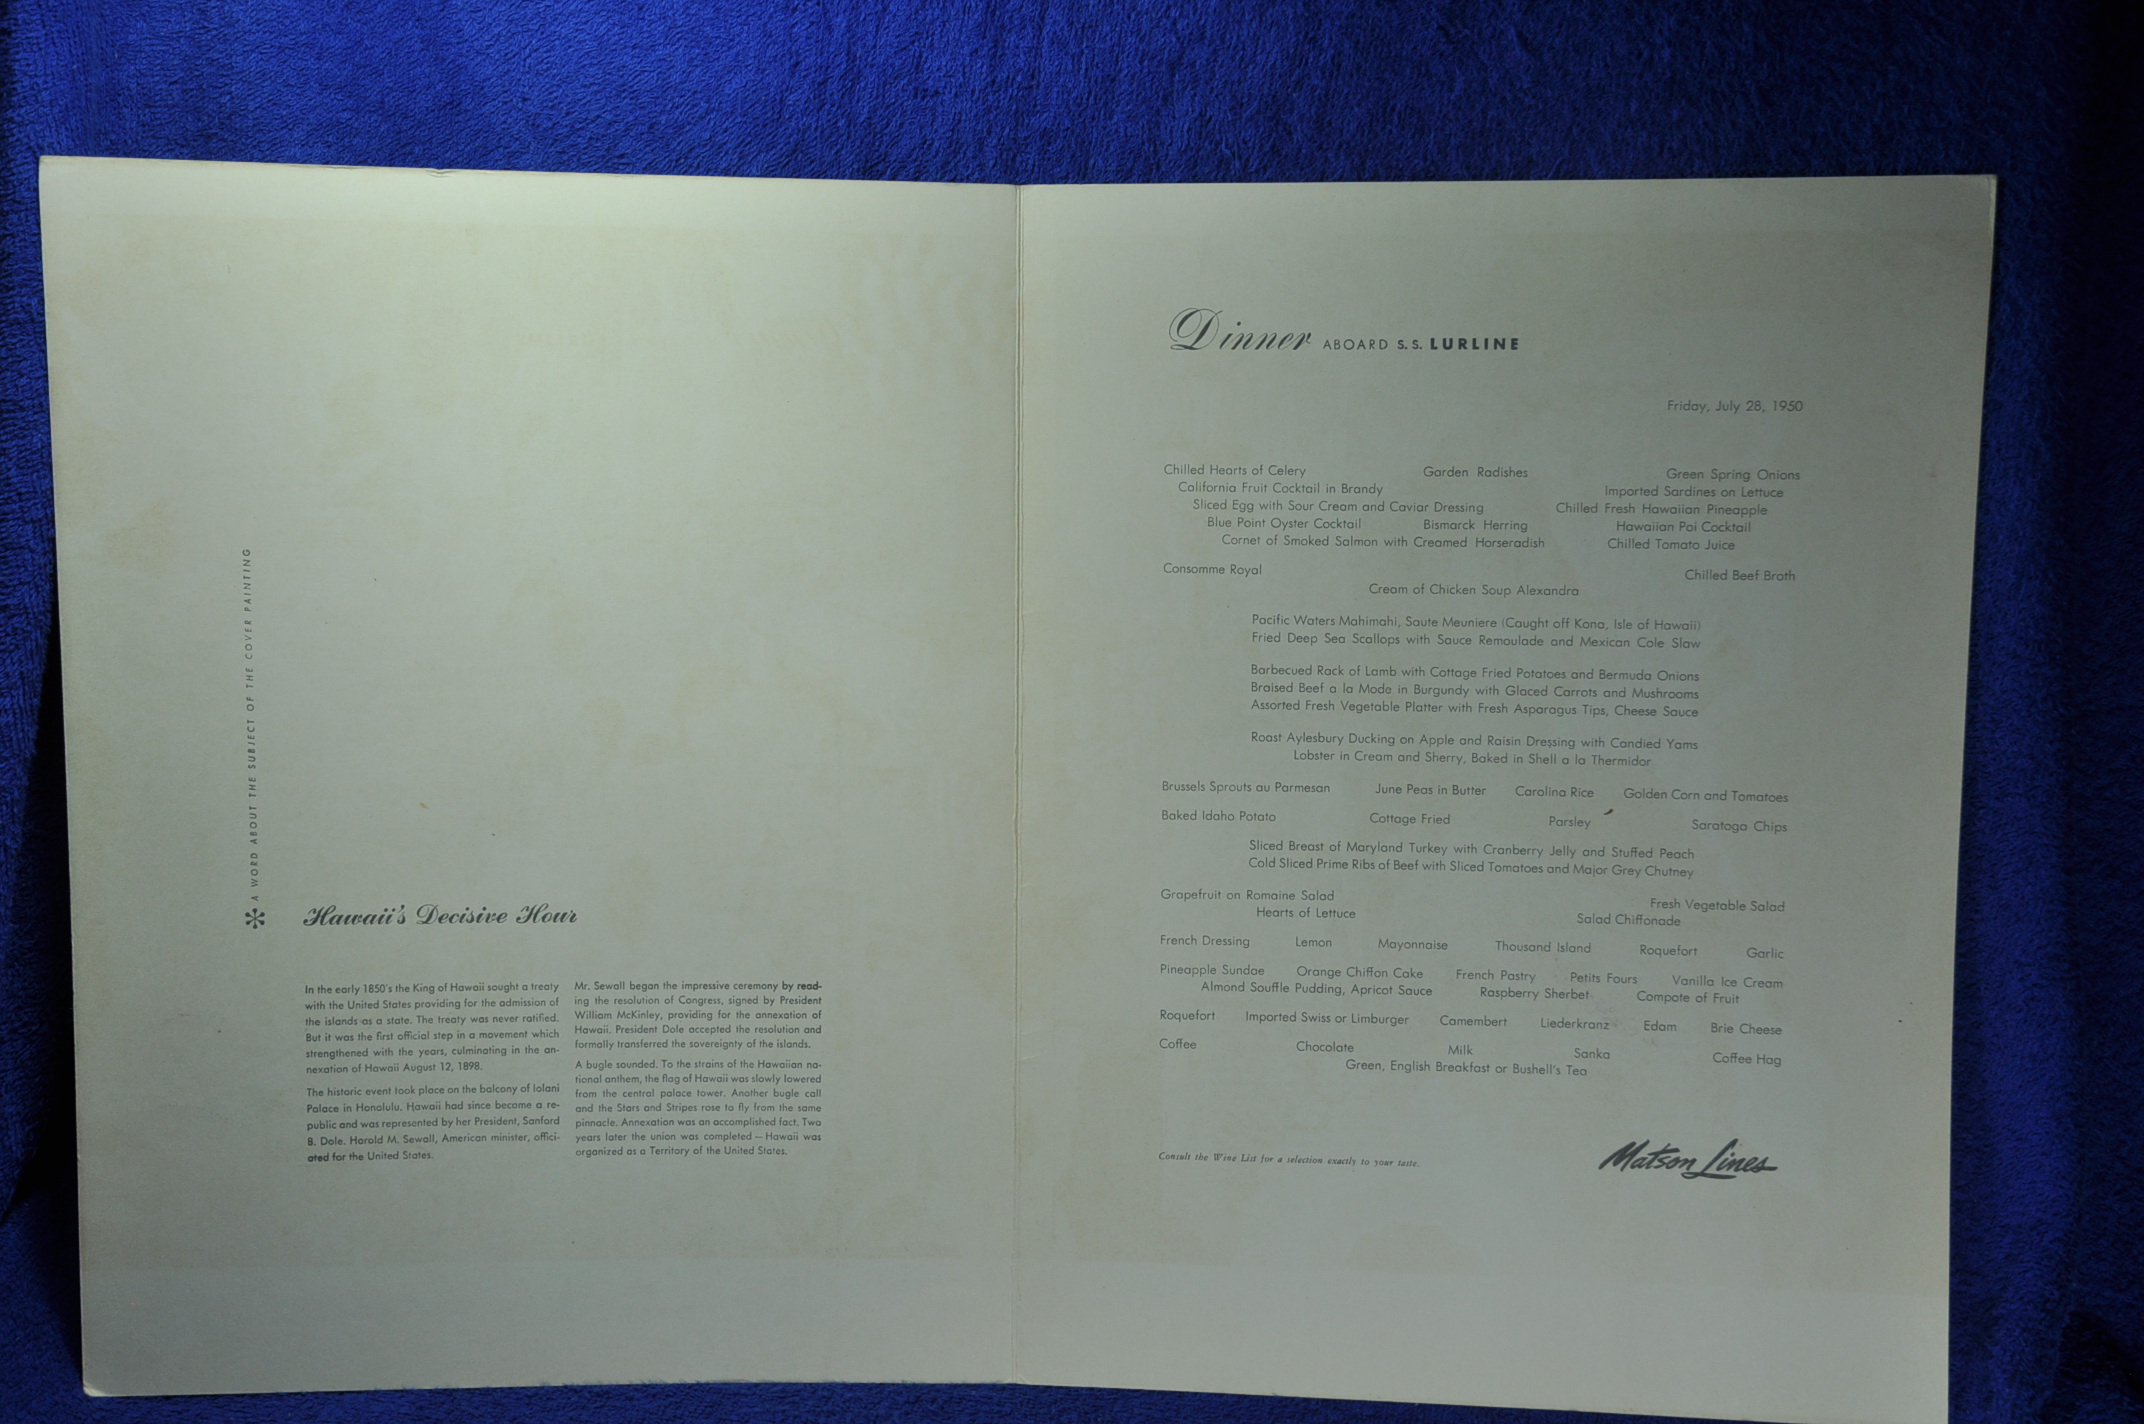 * A WORD ABOUT THE SUBJECT OF THE COVER PAINTING
Hawaii's Decisive Hour
In the early 1850's the King of Hawaii sought a treaty
with the United States providing for the admission of
the islands as a state. The treaty was never ratified.
But it was the first official step in a movement which
strengthened with the years, culminating in the an-
nexation of Hawaii August 12, 1898.
The historic event took place on the balcony of Iolani
Palace in Honolulu. Hawaii had since become a re-
public and was represented by her President, Sanford
B. Dole. Harold M. Sewall, American minister, offici-
ated for the United States.
Mr. Sewall began the impressive ceremony by read-
ing the resolution of Congress, signed by President
William McKinley, providing for the annexation of
Hawaii. President Dole accepted the resolution and
formally transferred the sovereignty of the islands.
A bugle sounded. To the strains of the Hawaiian na-
tional anthem, the flag of Hawaii was slowly lowered
from the central palace tower. Another bugle call
and the Stars and Stripes rose to fly from the same
pinnacle. Annexation was an accomplished fact. Two
years later the union was completed — Hawaii was
organized as a Territory of the United States.
Dinner ABOARD S.S. LURLINE
Friday, July 28, 1950
Chilled Hearts of Celery Garden Radishes Green Spring Onions
California Fruit Cocktail in Brandy Imported Sardines on Lettuce
Sliced Egg with Sour Cream and Caviar Dressing Chilled Fresh Hawaiian Pineapple
Blue Point Oyster Cocktail Bismarck Herring Hawaiian Poi Cocktail
Cornet of Smoked Salmon with Creamed Horseradish Chilled Tomato Juice
Consomme Royal Chilled Beef Broth
Cream of Chicken Soup Alexandra
Pacific Waters Mahimahi, Saute Meuniere (Caught off Kona, Isle of Hawaii)
Fried Deep Sea Scallops with Sauce Remoulade and Mexican Cole Slaw
Barbecued Rack of Lamb with Cottage Fried Potatoes and Bermuda Onions
Braised Beef a la Mode in Burgundy with Glaced Carrots and Mushrooms
Assorted Fresh Vegetable Platter with Fresh Asparagus Tips, Cheese Sauce
Roast Aylesbury Ducking on Apple and Raisin Dressing with Candied Yams
Lobster in Cream and Sherry, Baked in Shell a la Thermidor
Brussels Sprouts au Parmesan June Peas in Butter Carolina Rice Golden Corn and Tomatoes
Baked Idaho Potato Cottage Fried Parsley Saratoga Chips
Sliced Breast of Maryland Turkey with Cranberry Jelly and Stuffed Peach
Cold Sliced Prime Ribs of Beef with Sliced Tomatoes and Major Grey Chutney
Grapefruit on Romaine Salad Fresh Vegetable Salad
Hearts of Lettuce Salad Chiffonade
French Dressing Lemon Mayonnaise Thousand Island Roquefort Garlic
Pineapple Sundae Orange Chiffon Cake French Pastry Petits Fours Vanilla Ice Cream
Almond Souffle Pudding, Apricot Sauce Raspberry Sherbet Compote of Fruit
Roquefort Imported Swiss or Limburger Camembert Liederkranz Edam Brie Cheese
Coffee Chocolate Milk Sanka Coffee Hag
Green, English Breakfast or Bushell's Tea
Consult the Wine List for a selection exactly to your taste.
Matson Lines